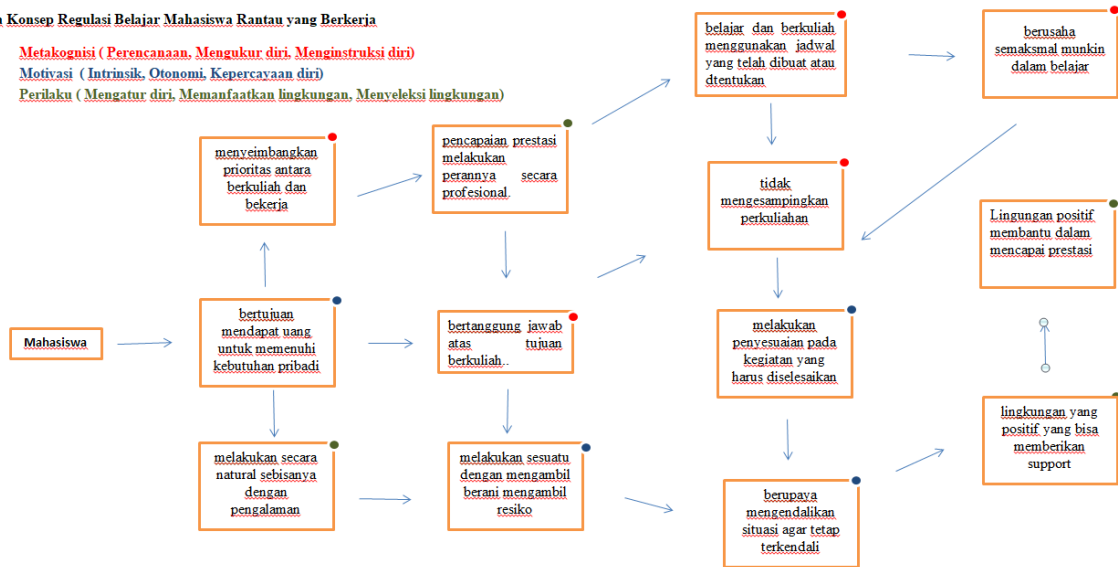 Konsep Regulasi Belajar Mahasiswa Rantau yang Berkerja
Metakognisi ( Perencanaan, Mengukur diri, Menginstruksi diri)
Motivasi ( Intrinsik, Otonomi, Kepercayaan diri)
Perilaku ( Mengatur diri, Memanfaatkan lingkungan, Menyeleksi lingkungan)
Mahasiswa
menyeimbangkan
prioritas antara
berkuliah dan
bekerja
bertujuan
mendapat uang
untuk memenuhi
kebutuhan pribadi
melakukan secara
natural sebisanya
dengan
pengalaman
pencapaian prestasi
melakukan
perannya secara
profesional.
bertanggung jawab
atas tujuan
berkuliah..
melakukan sesuatu
dengan mengambil
berani mengambil
resiko
belajar dan berkuliah
menggunakan jadwal
yang telah dibuat atau
dtentukan
tidak
mengesampingkan
perkuliahan
melakukan
penyesuaian pada
kegiatan yang
harus diselesaikan
berupaya
mengendalikan
situasi agar tetap
terkendali
berusaha
semaksmal munkin
dalam belajar
Lingungan positif
membantu dalam
mencapai prestasi
lingkungan yang
positif yang bisa
memberikan
support